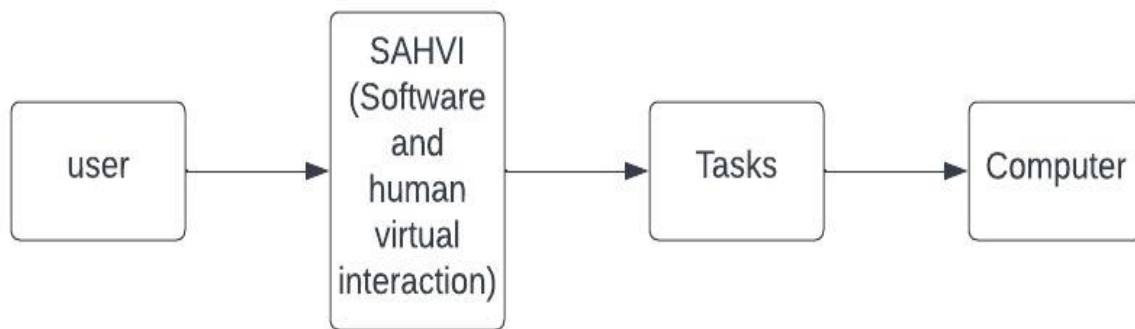 user
SAHVI
(Software
and
human
virtual
interaction)
Tasks
Computer